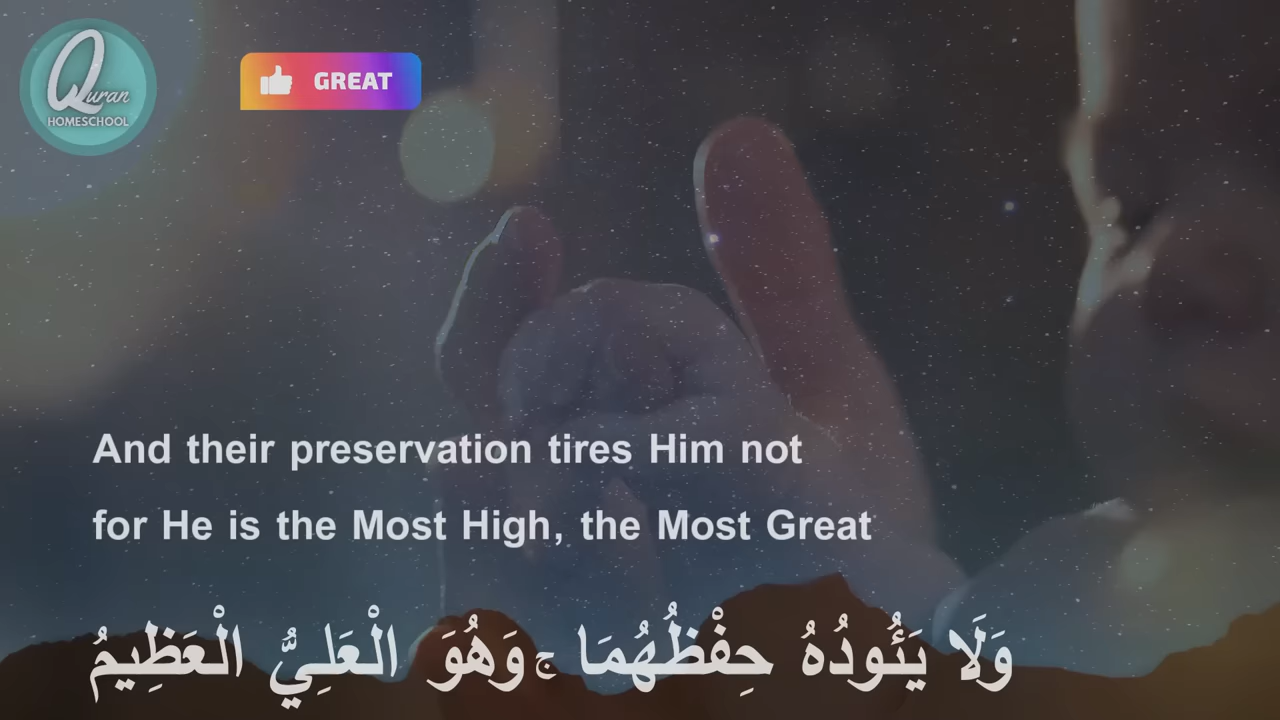 Quran
HOMESCHOOL
GREAT
And their preservation tires Him not
for He is the Most High, the Most Great
وَلَا يَئُودُهُ حِفْظُهُمَا ۚ وَهُوَ الْعَلِيُّ الْعَظِيمُ